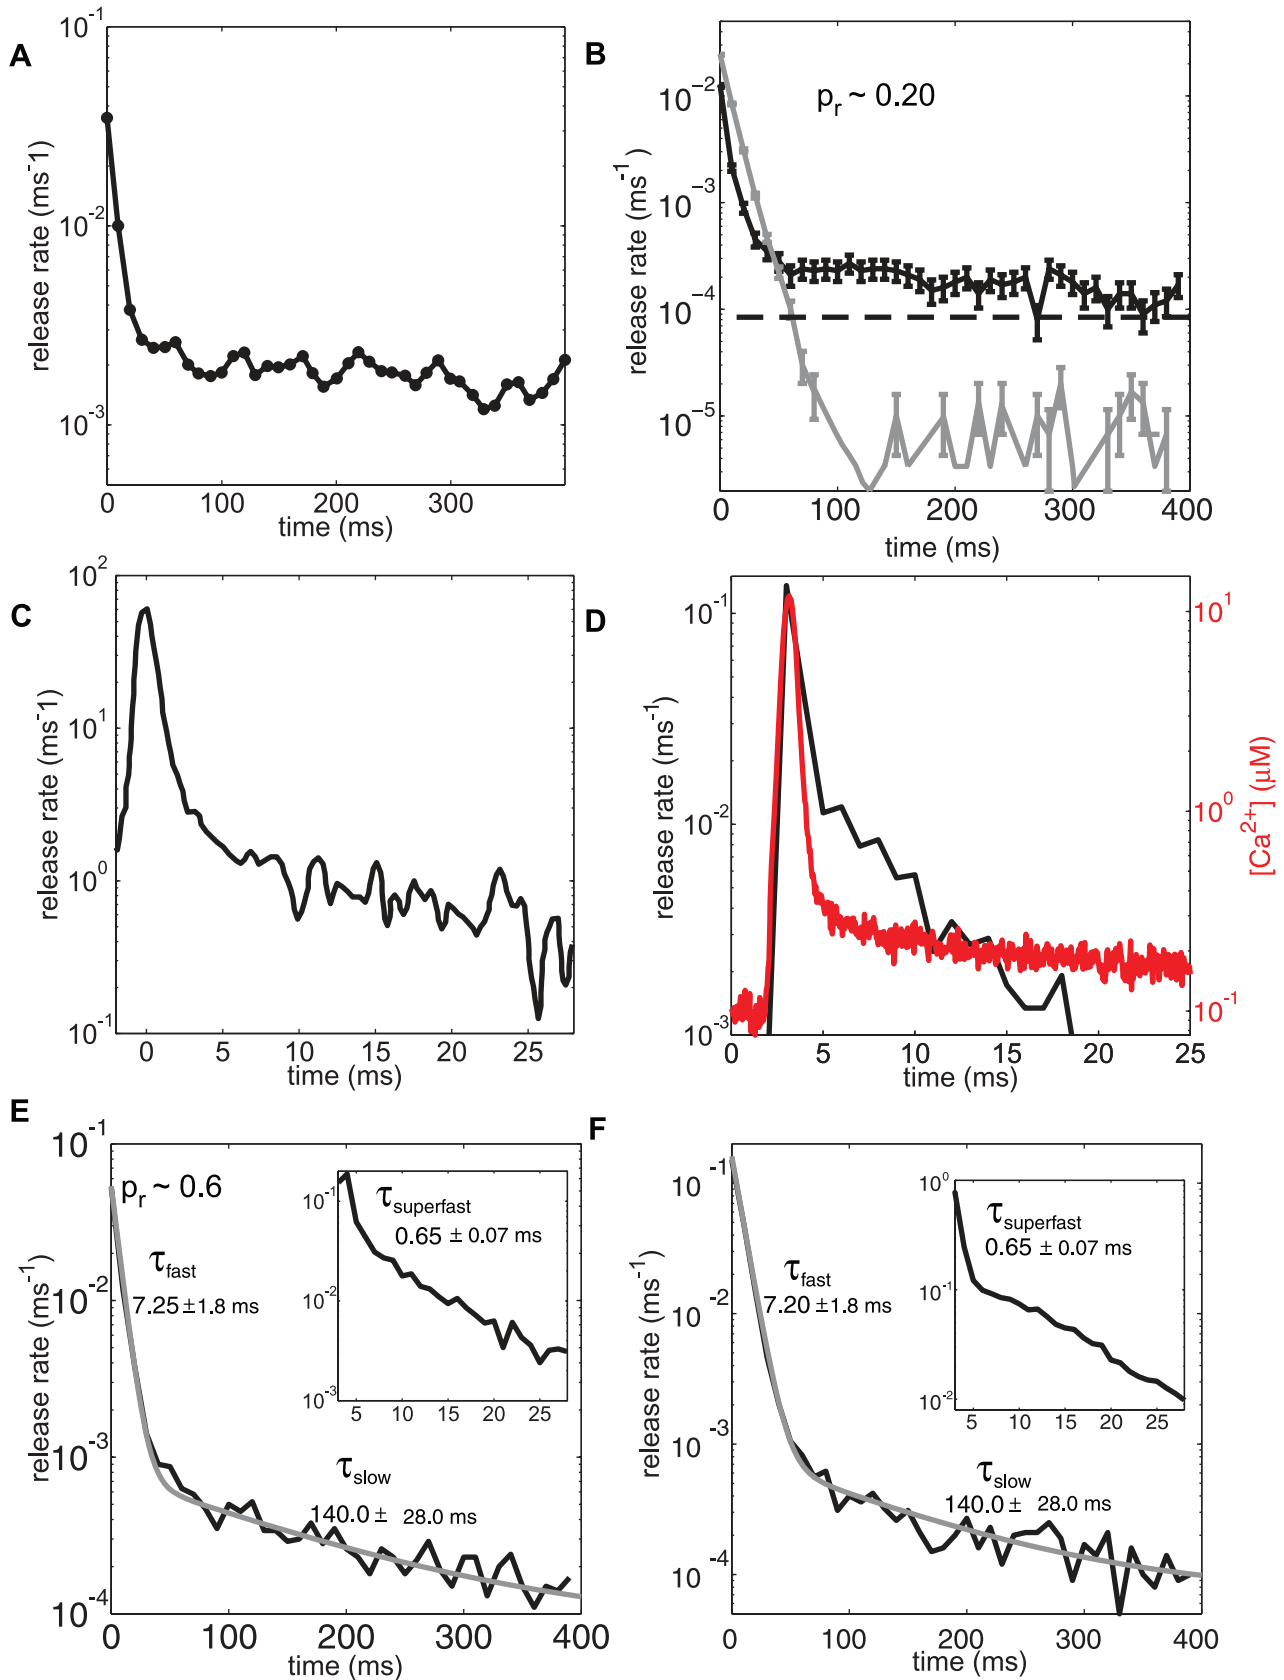 A
10^-1
10^-2
10^-3
release rate (ms-1)
0 100 200 300
time (ms)
B
p_r ~ 0.20
10^-2
10^-3
10^-4
10^-5
release rate (ms^-1)
0 100 200 300 400
time (ms)
C
10^2
10^1
10^0
10^-1
release rate (ms-1)
0 5 10 15 20 25
time (ms)
D
10^-1
10^-2
10^-3
release rate (ms^-1)
10^1
10^0
10^-1
[Ca^2+] (μM)
0 5 10 15 20 25
time (ms)
E
10^-1
10^-2
10^-3
10^-4
release rate (ms^-1)
p_r ~ 0.6
τ_fast
7.25 ±1.8 ms
10^-1
10^-2
10^-3
τ_superfast
0.65 ± 0.07 ms
5 10 15 20 25
τ_slow
140.0 ± 28.0 ms
0 100 200 300 400
time (ms)
F
10^-1
10^-2
10^-3
10^-4
release rate (ms^-1)
τ_fast
7.20 ±1.8 ms
10^0
10^-1
10^-2
τ_superfast
0.65 ± 0.07 ms
5 10 15 20 25
τ_slow
140.0 ± 28.0 ms
0 100 200 300 400
time (ms)